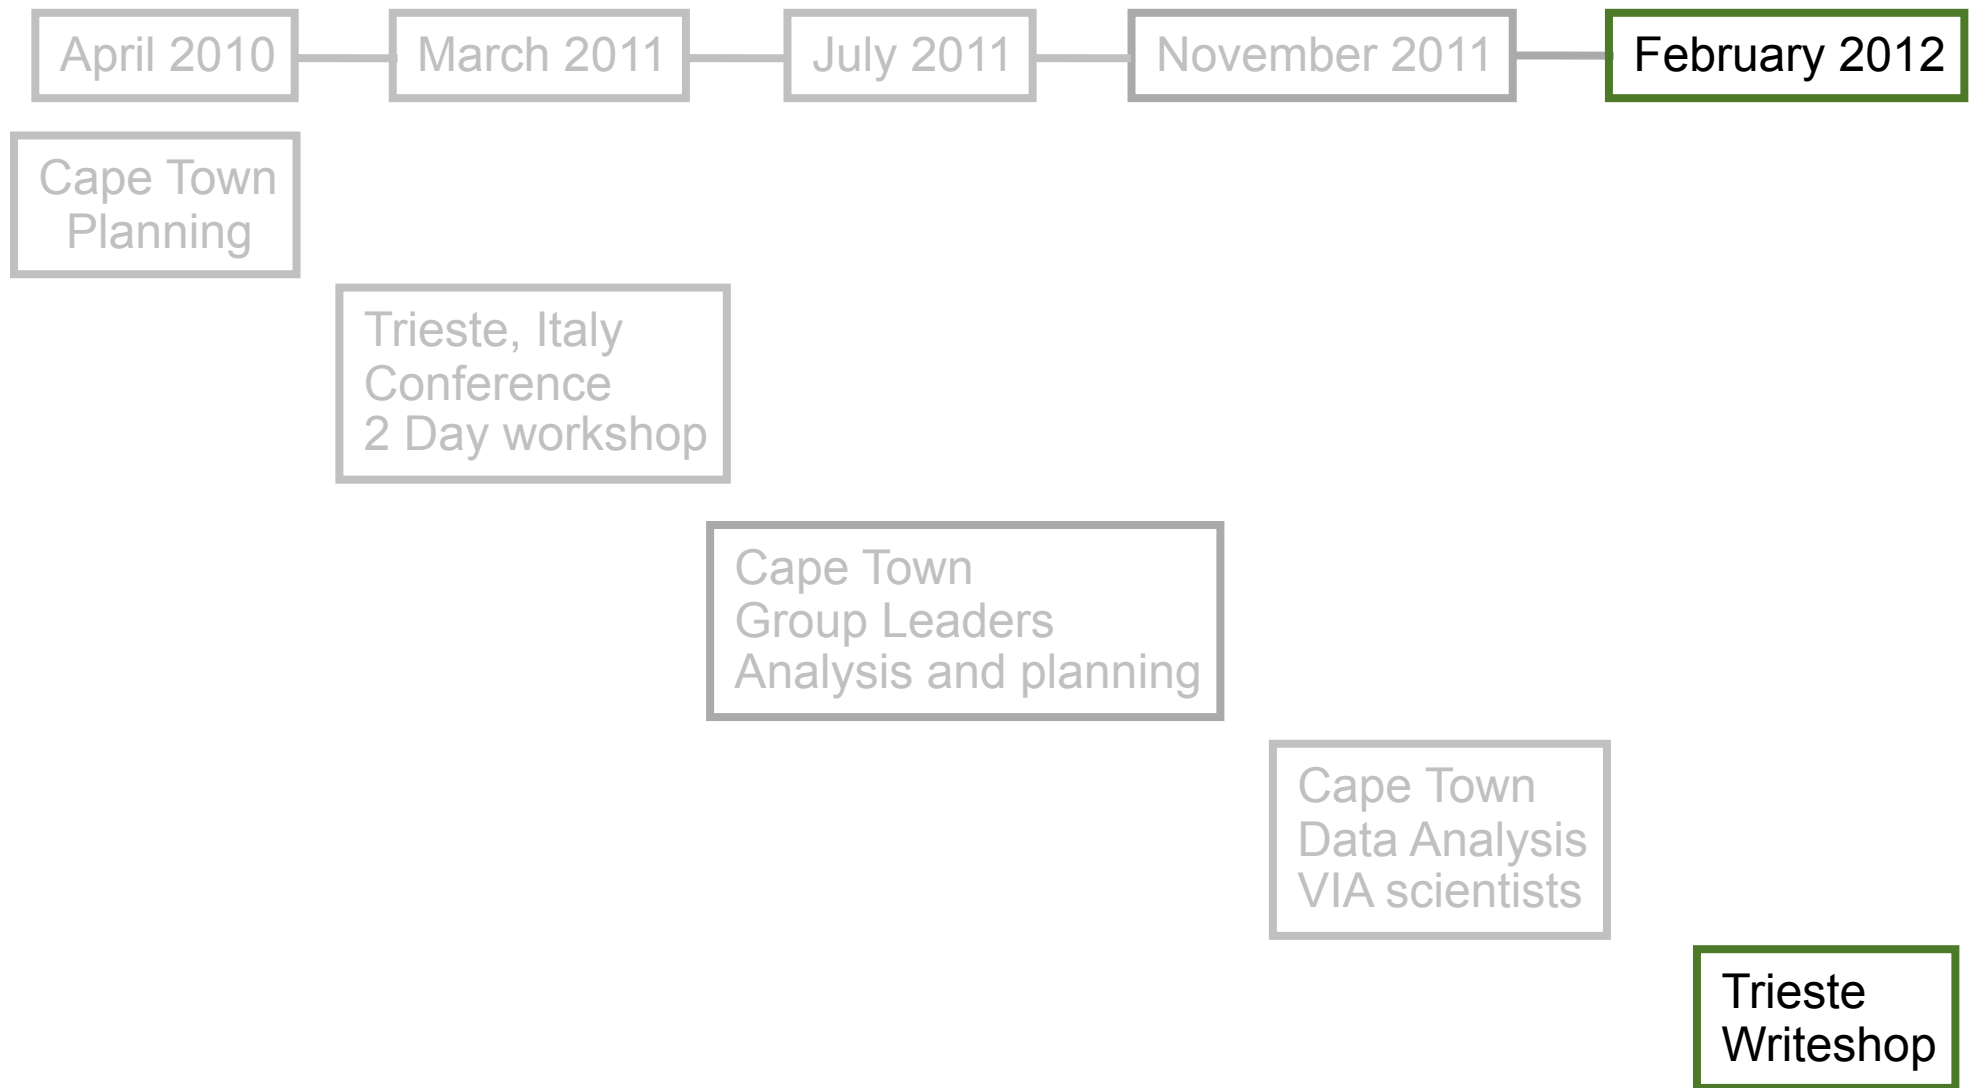 April 2010
March 2011
July 2011
November 2011
February 2012
Cape Town
Planning
Trieste, Italy
Conference
2 Day workshop
Cape Town
Group Leaders
Analysis and planning
Cape Town
Data Analysis
VIA scientists
Trieste
Writeshop